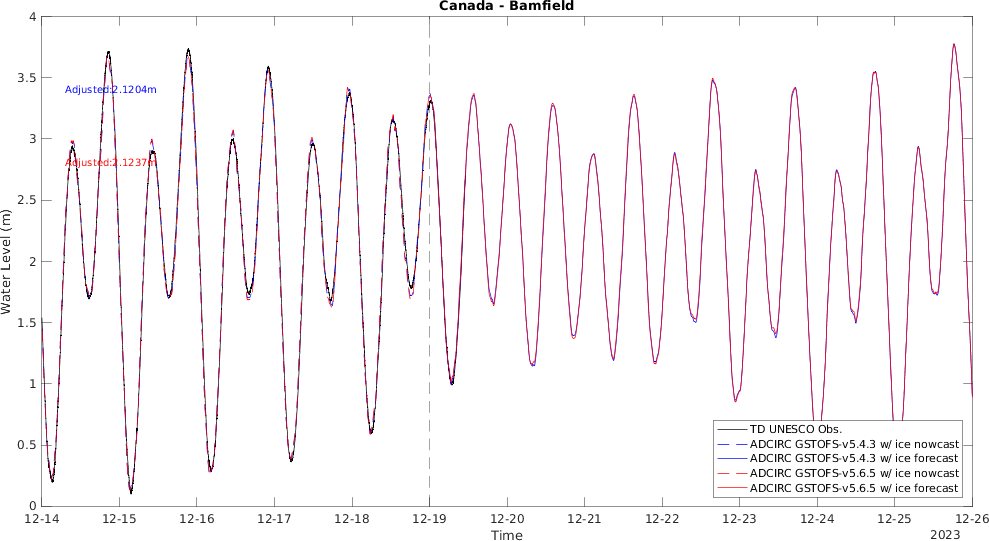 Canada - Bamfield
4
3.5
3
2.5
2
1.5
1
0.5
0
Water Level (m)
Adjusted:2.1204m
Adjusted:2.1237m
TD UNESCO Obs.
ADCIRC GSTOFS-v5.4.3 w/ ice nowcast
ADCIRC GSTOFS-v5.4.3 w/ ice forecast
ADCIRC GSTOFS-v5.6.5 w/ ice nowcast
ADCIRC GSTOFS-v5.6.5 w/ ice forecast
12-14 12-15 12-16 12-17 12-18 12-19 12-20 12-21 12-22 12-23 12-24 12-25 12-26
Time
2023